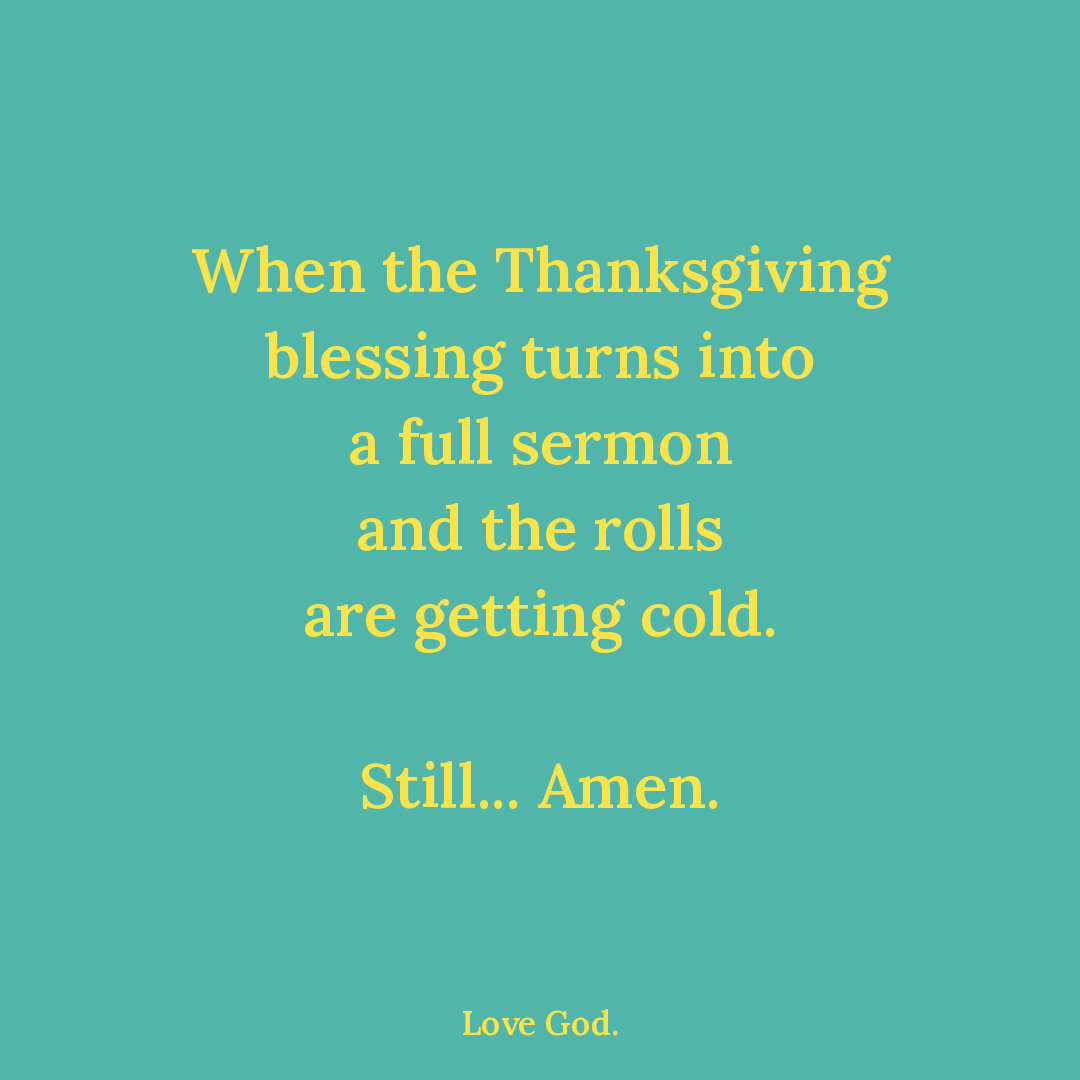 When the Thanksgiving
blessing turns into
a full sermon
and the rolls
are getting cold.
Still... Amen.
Love God.